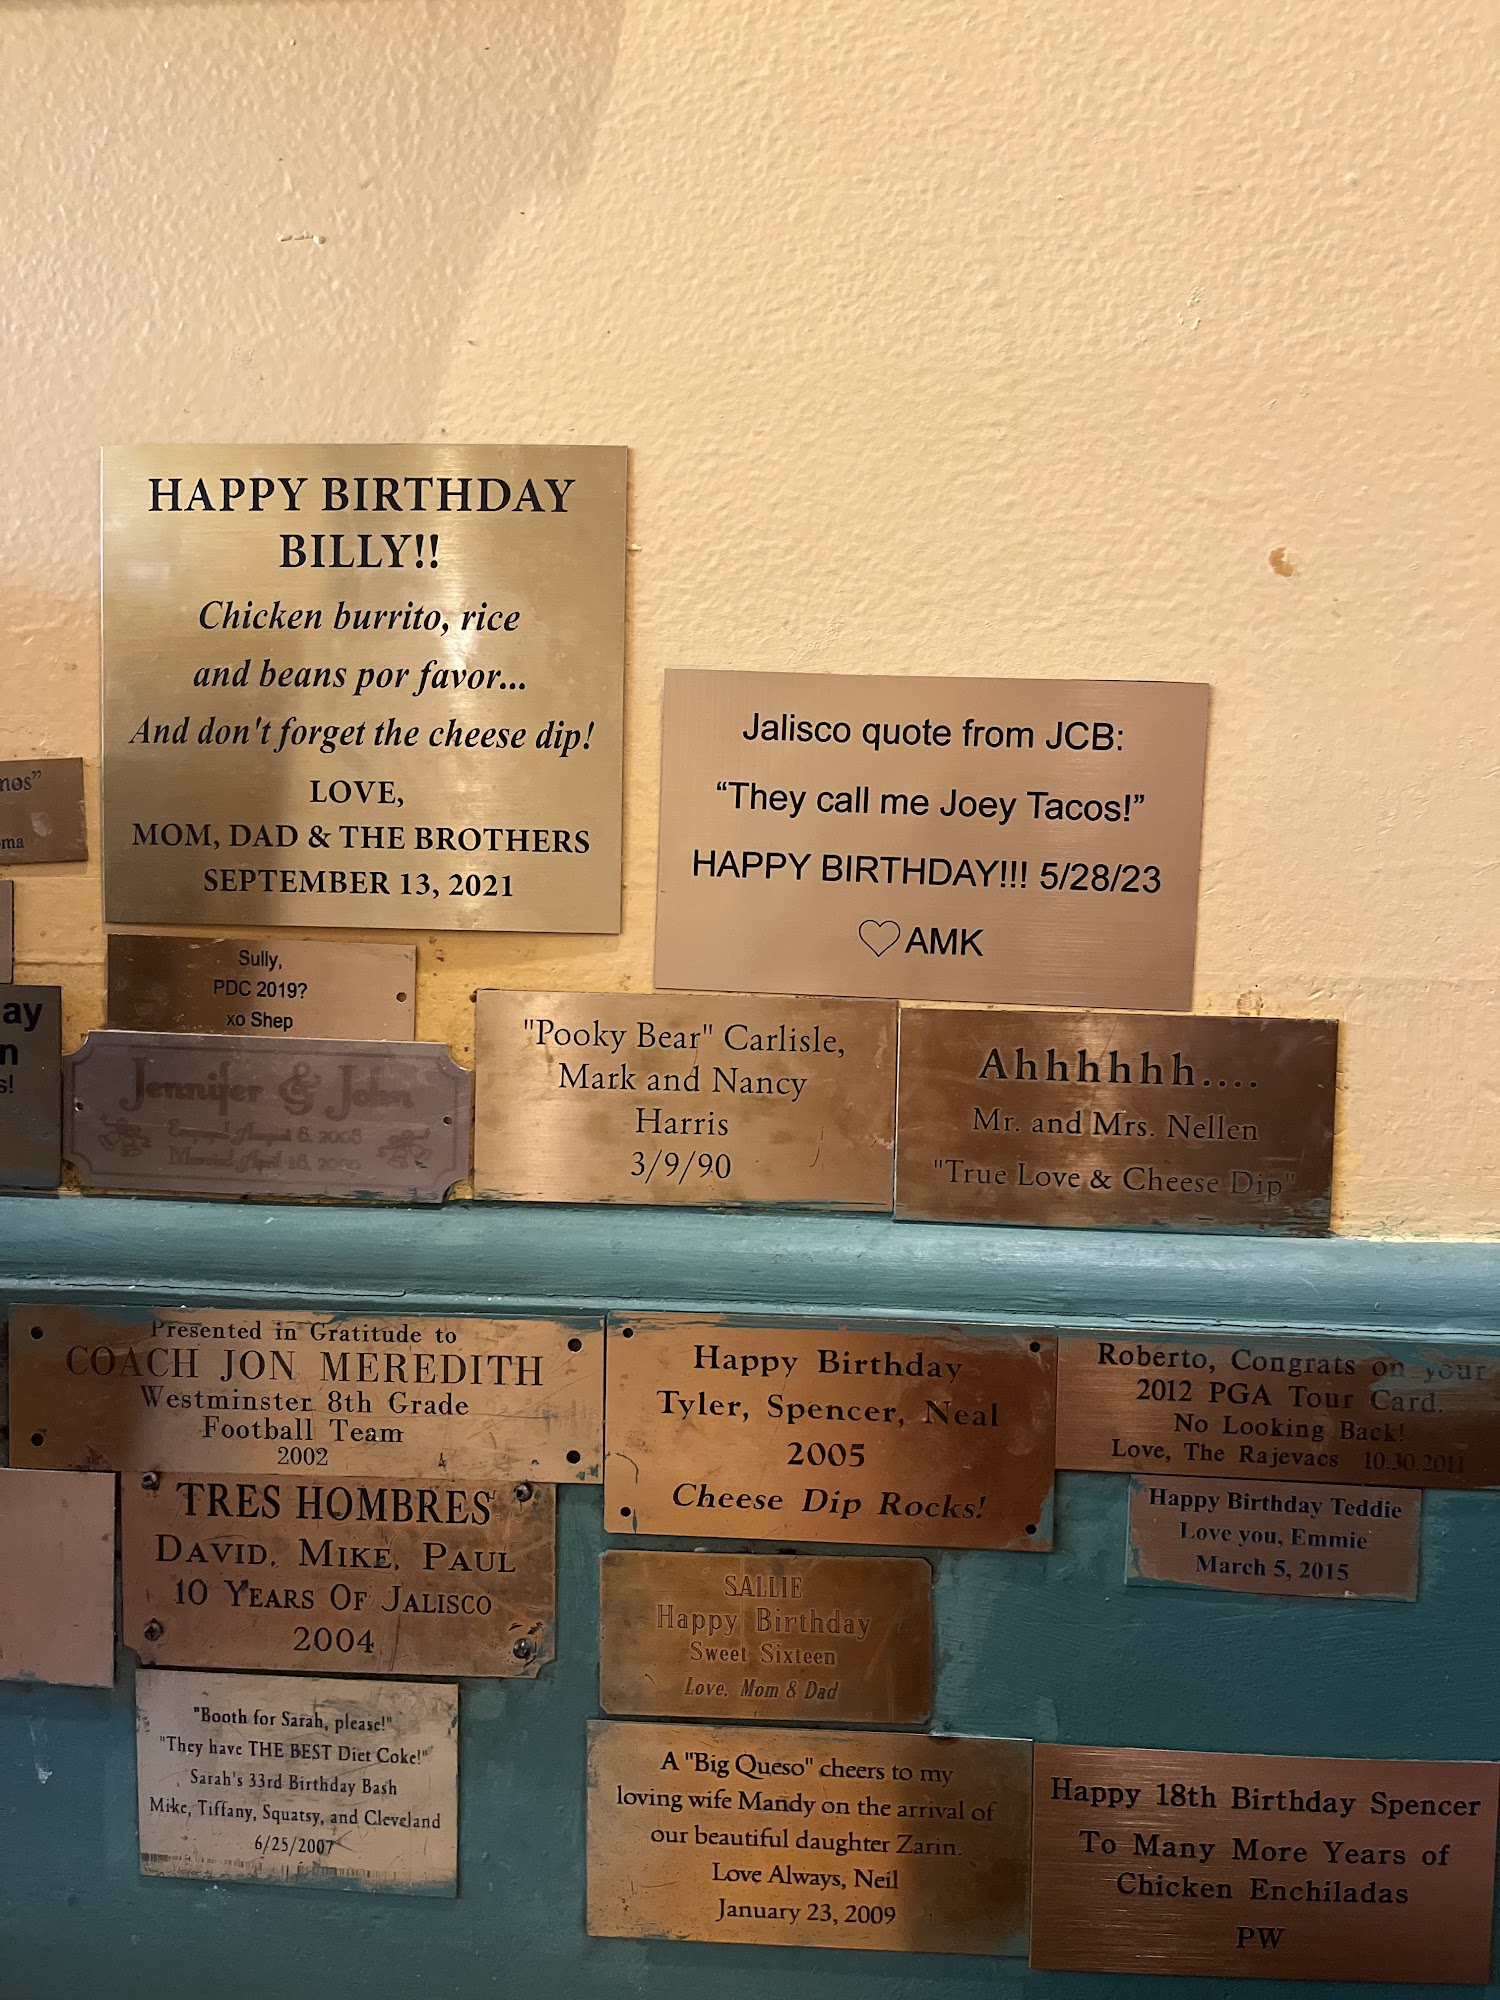 HAPPY BIRTHDAY
BILLY!!
Chicken burrito, rice
and beans por favor...
And don't forget the cheese dip!
LOVE,
MOM, DAD & THE BROTHERS
SEPTEMBER 13, 2021
Jalisco quote from JCB:
“They call me Joey Tacos!”
HAPPY BIRTHDAY!!! 5/28/23
♡AMK
Sully,
PDC 2019?
xo Shep
Jennifer & John
Engaged August 8,
Married April 18,
"Pooky Bear" Carlisle,
Mark and Nancy
Harris
3/9/90
Ahhhhhh....
Mr. and Mrs. Nellen
"True Love & Cheese Dip"
Presented in Gratitude to
COACH JON MEREDITH
Westminster 8th Grade
Football Team
2002
Happy Birthday
Tyler, Spencer, Neal
2005
Cheese Dip Rocks!
Roberto, Congrats on your
2012 PGA Tour Card.
No Looking Back!
Love, The Rajevacs 10.30.2011
TRES HOMBRES
DAVID, MIKE, PAUL
10 YEARS OF JALISCO
2004
Happy Birthday Teddie
Love you, Emmie
March 5, 2015
SALLIE
Happy Birthday
Sweet Sixteen
Love, Mom & Dad
"Booth for Sarah, please!"
"They have THE BEST Diet Coke!"
Sarah's 33rd Birthday Bash
Mike, Tiffany, Squatsy, and Cleveland
6/25/2007
A "Big Queso" cheers to my
loving wife Mandy on the arrival of
our beautiful daughter Zarin.
Love Always, Neil
January 23, 2009
Happy 18th Birthday Spencer
To Many More Years of
Chicken Enchiladas
PW